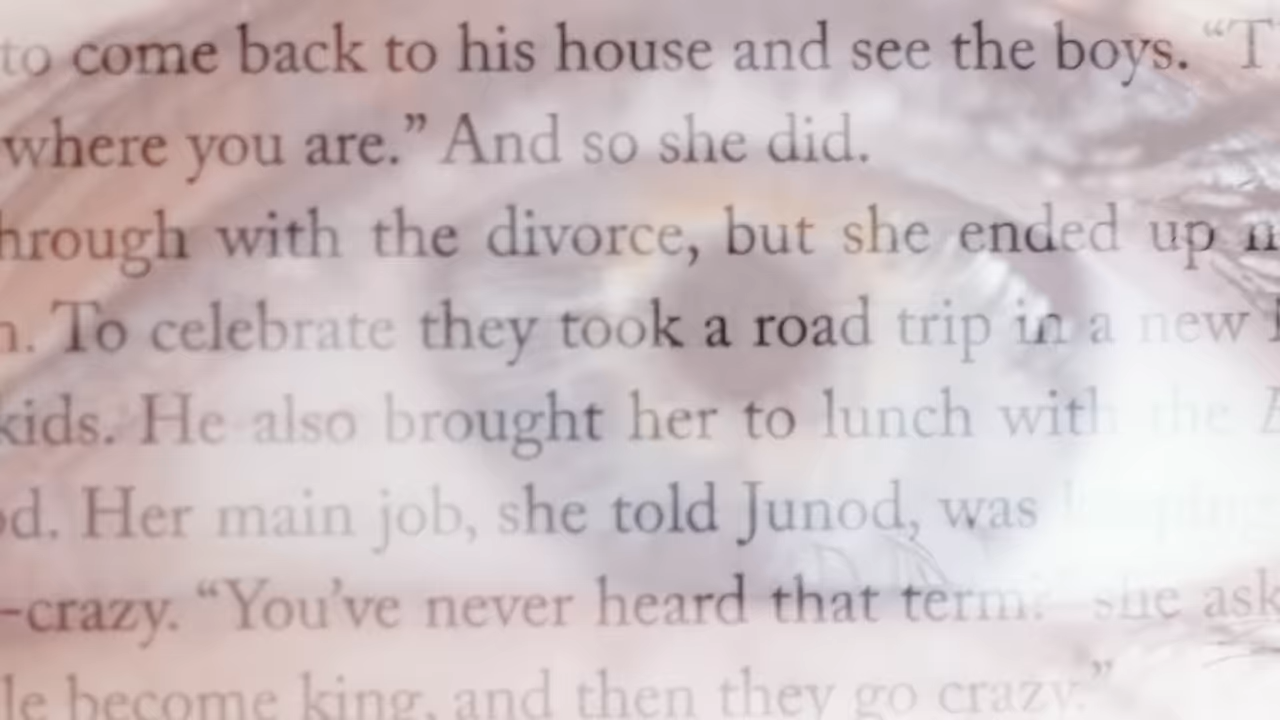 to come back to his house and see the boys. “T
where you are.” And so she did.
hrough with the divorce, but she ended up
To celebrate they took a road trip in a new
kids. He also brought her to lunch with the
od. Her main job, she told Junod, was
-crazy. “You’ve never heard that term? she ask
le become king, and then they go crazy.”